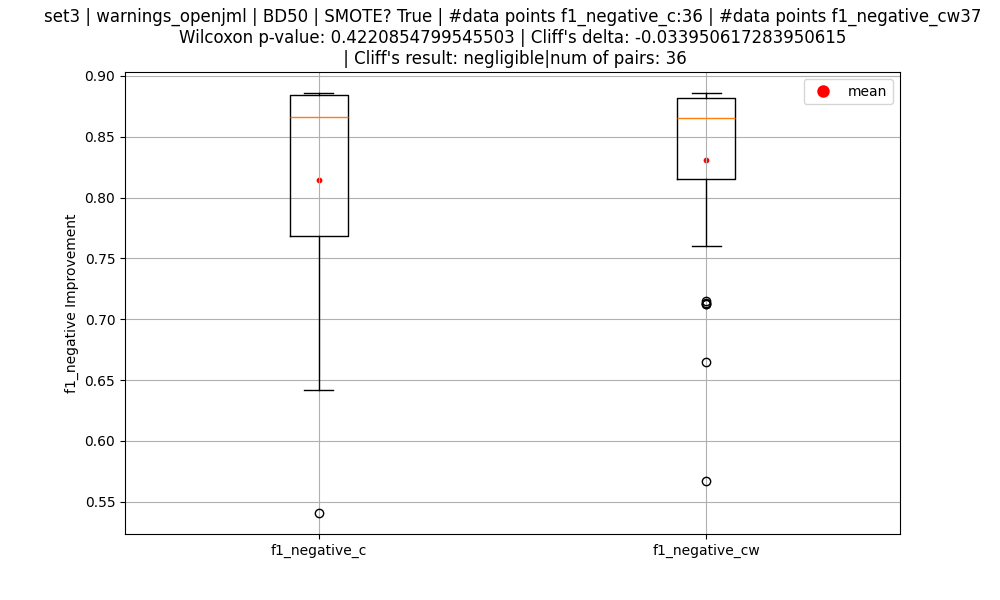 set3 | warnings_openjml | BD50 | SMOTE? True | #data points f1_negative_c:36 | #data points f1_negative_cw37
Wilcoxon p-value: 0.4220854799545503 | Cliff's delta: -0.033950617283950615
| Cliff's result: negligible|num of pairs: 36
mean
0.90
0.85
0.80
0.75
0.70
0.65
0.60
0.55
f1_negative Improvement
f1_negative_c
f1_negative_cw